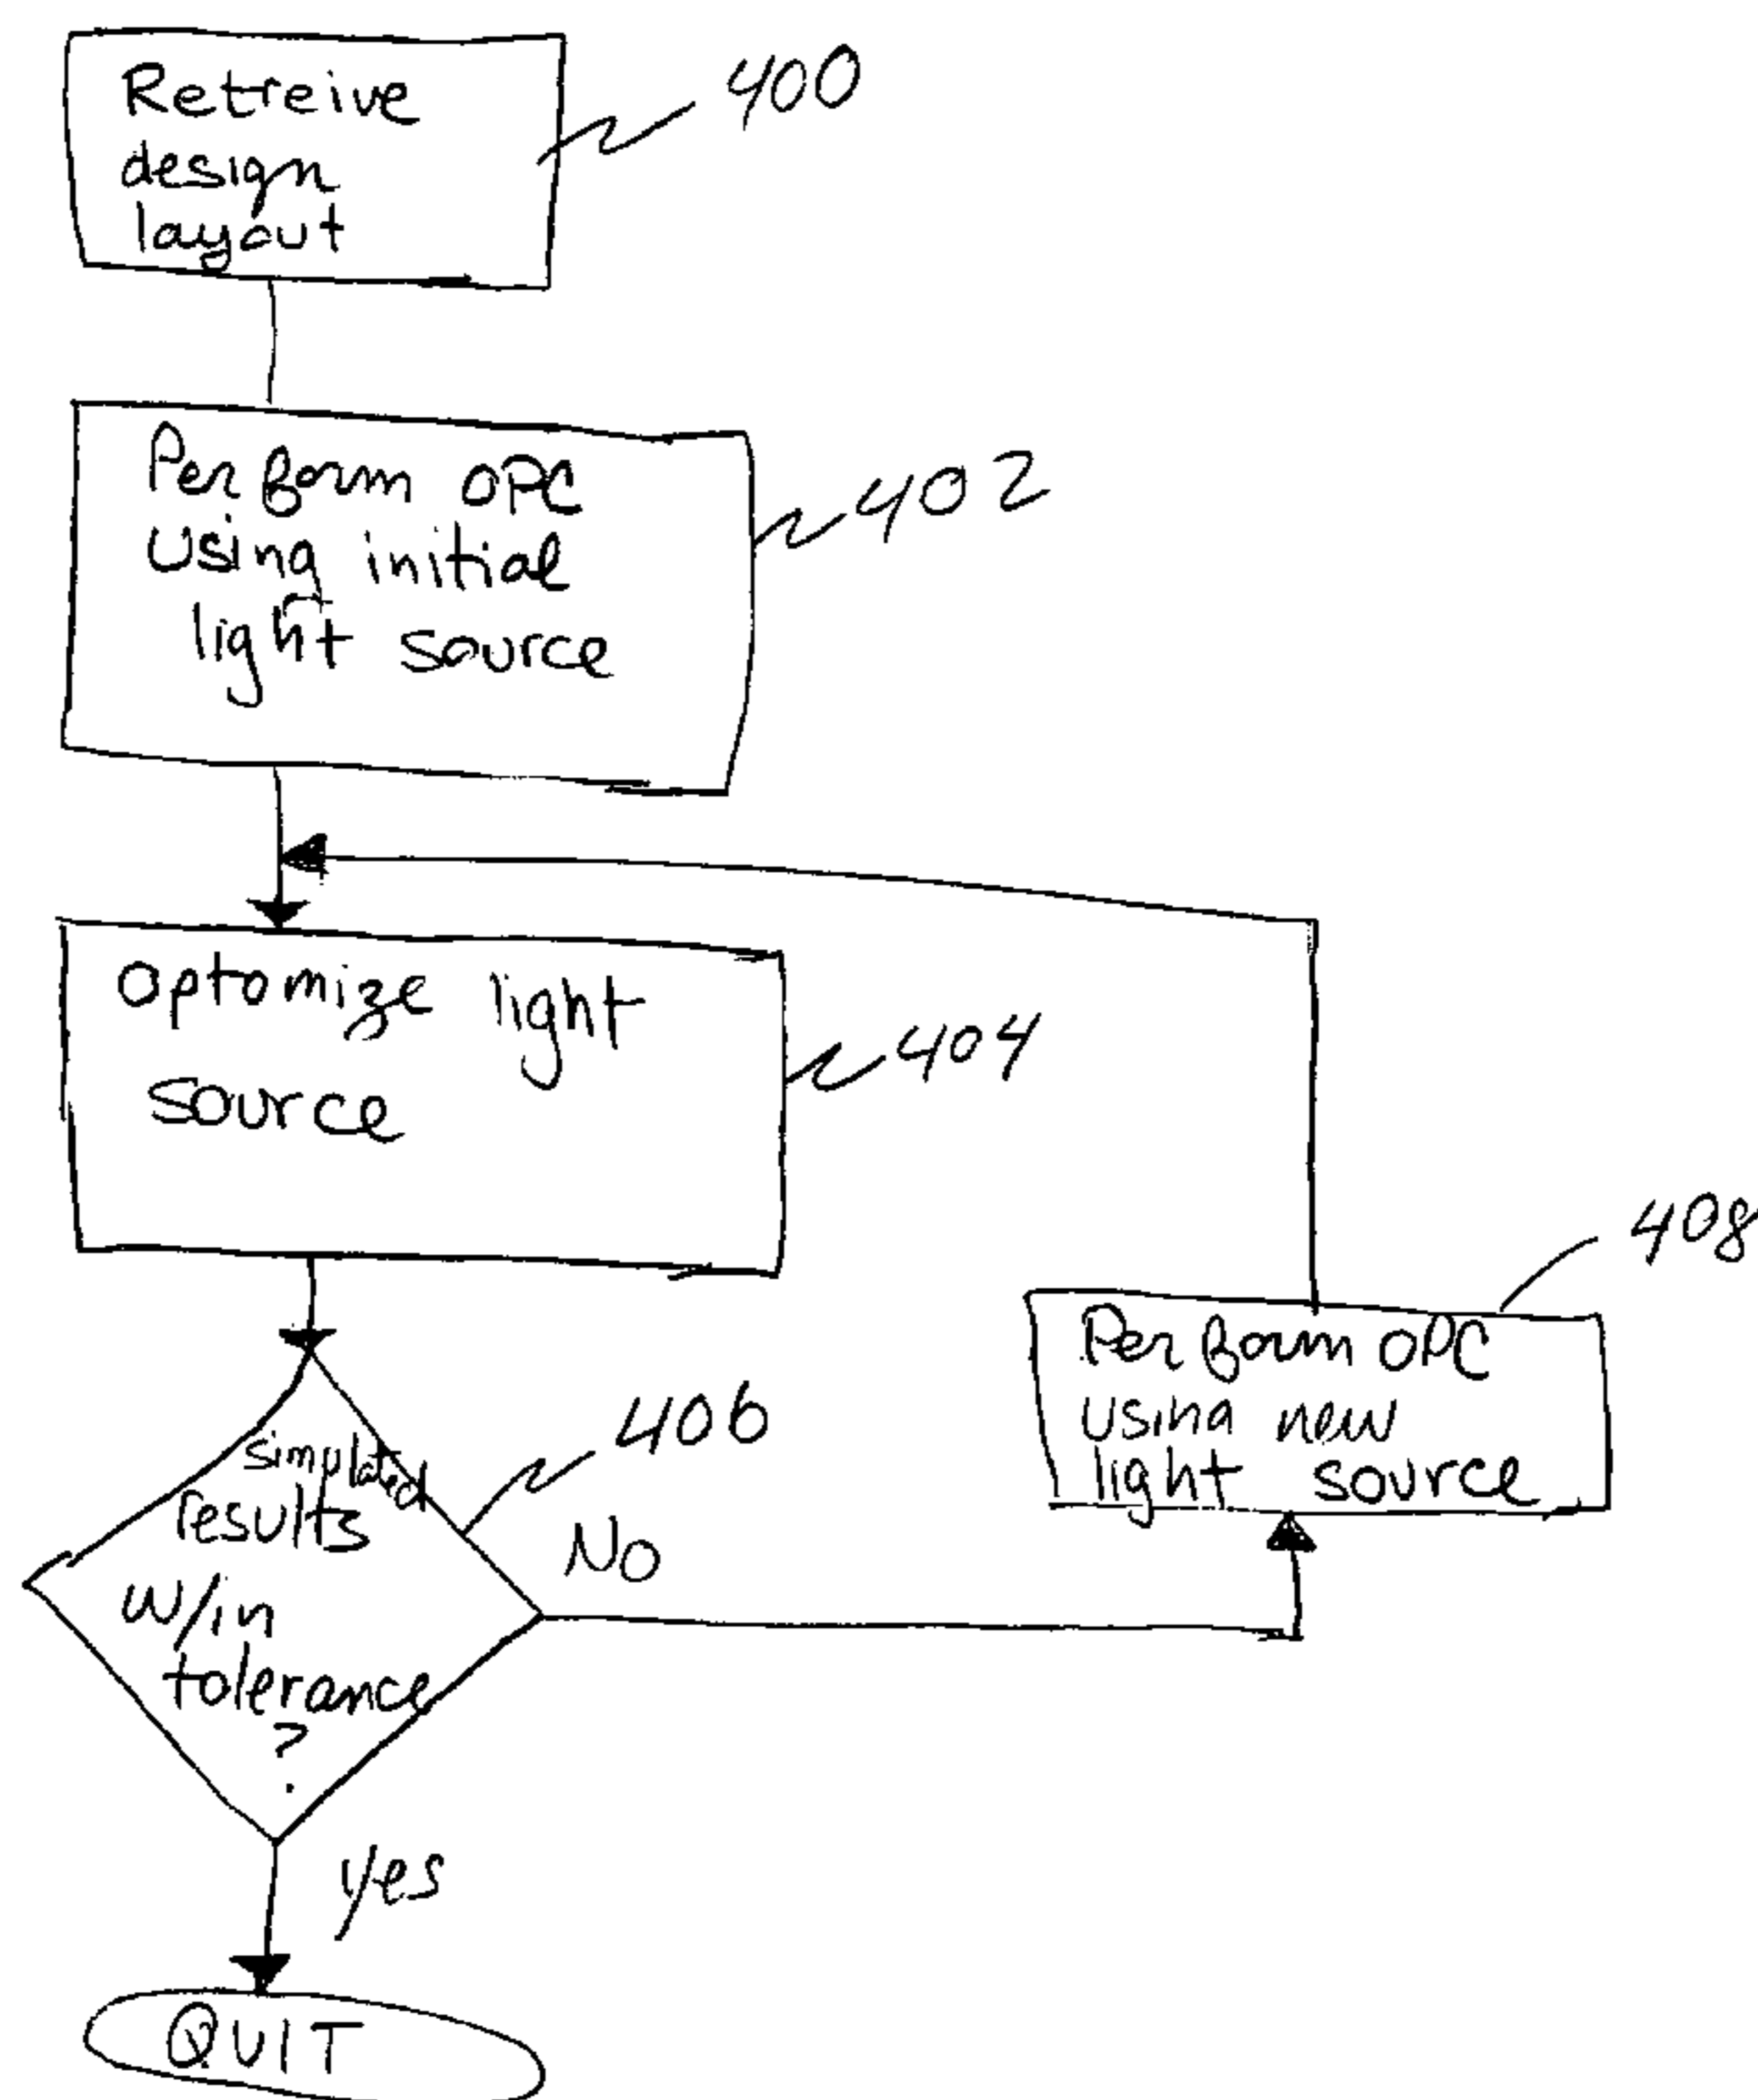 Retreive
design
layout
400
Perform OPC
Using initial
light source
402
Optomize light
source
404
simulated
results
w/in
tolerance
?
406
No
Perform OPC
using new
light source
408
yes
QUIT